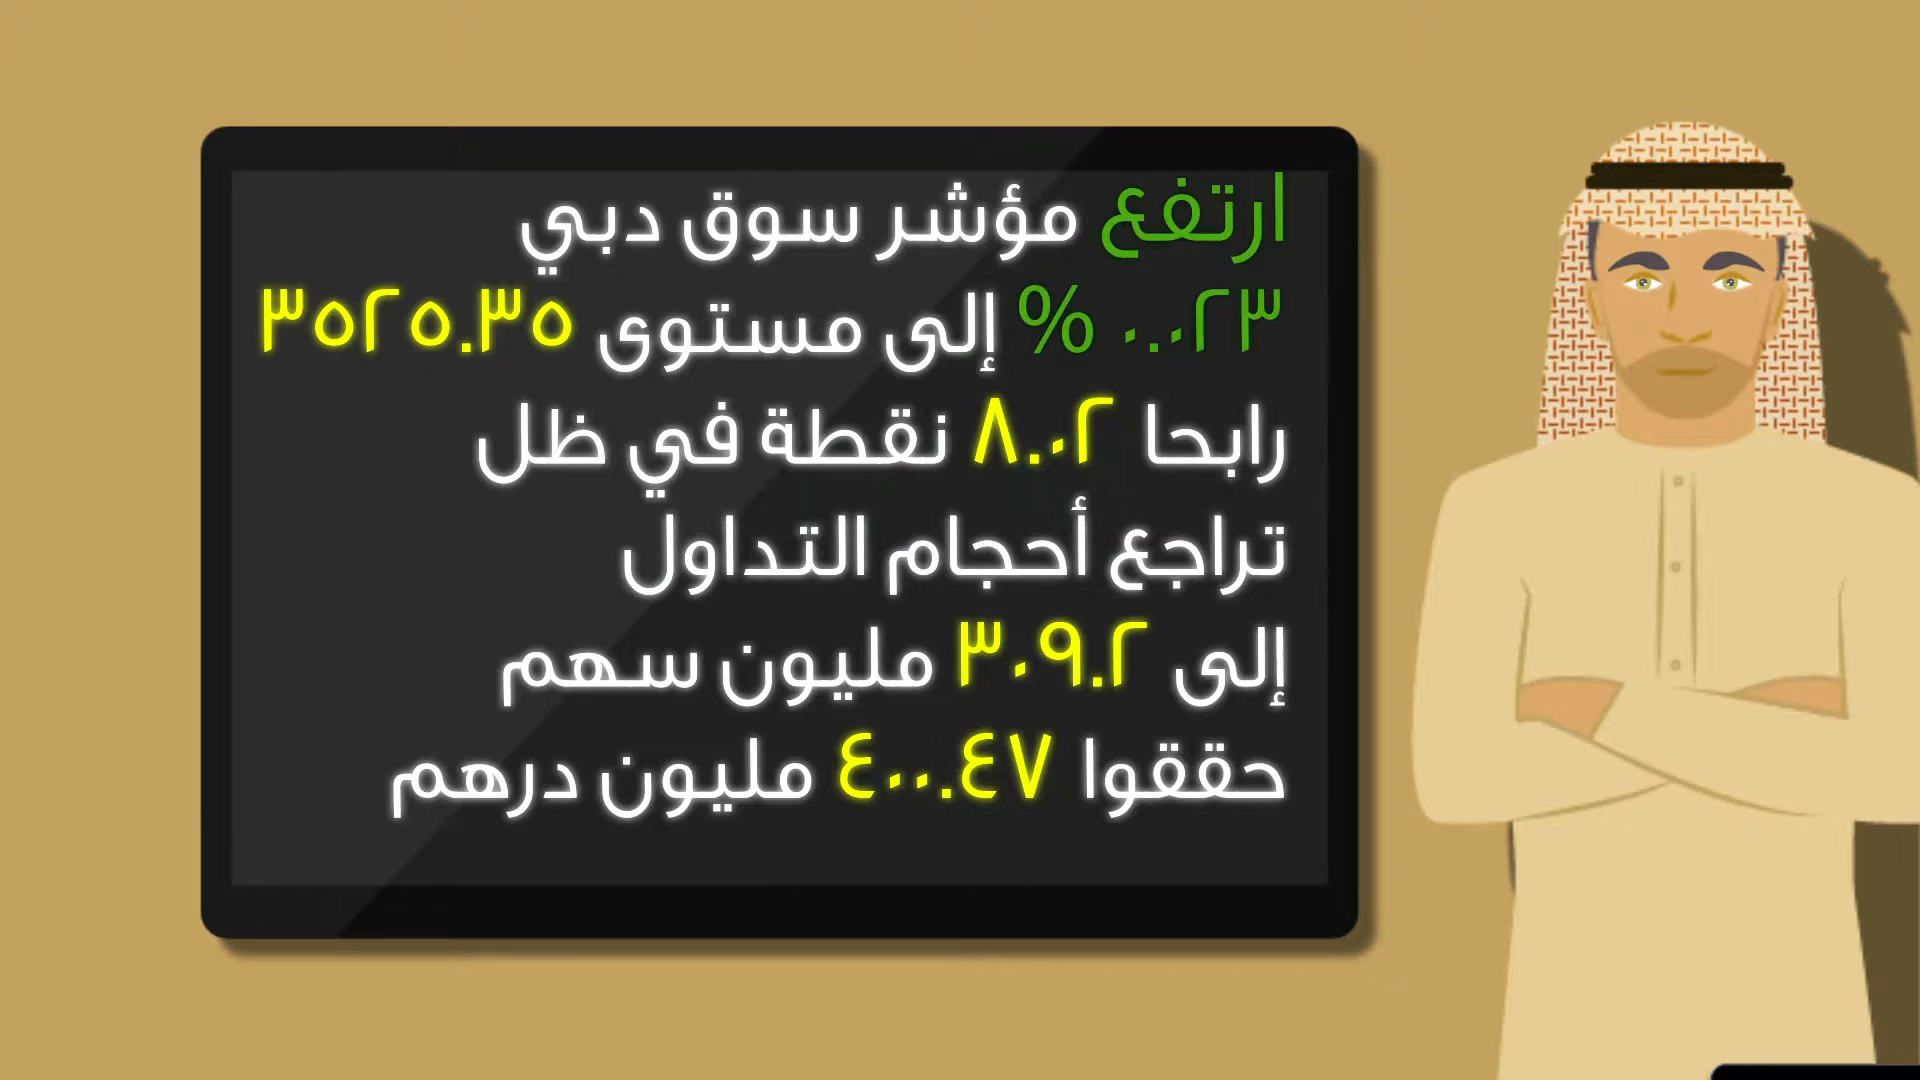 ارتفع مؤشر سوق دبي
٠.٠٢٣ % إلى مستوى ٣٥٢٥.٣٥
رابحا ٨.٠٢ نقطة في ظل
تراجع أحجام التداول
إلى ٣٠٩.٢ مليون سهم
حققوا ٤٠٠.٤٧ مليون درهم